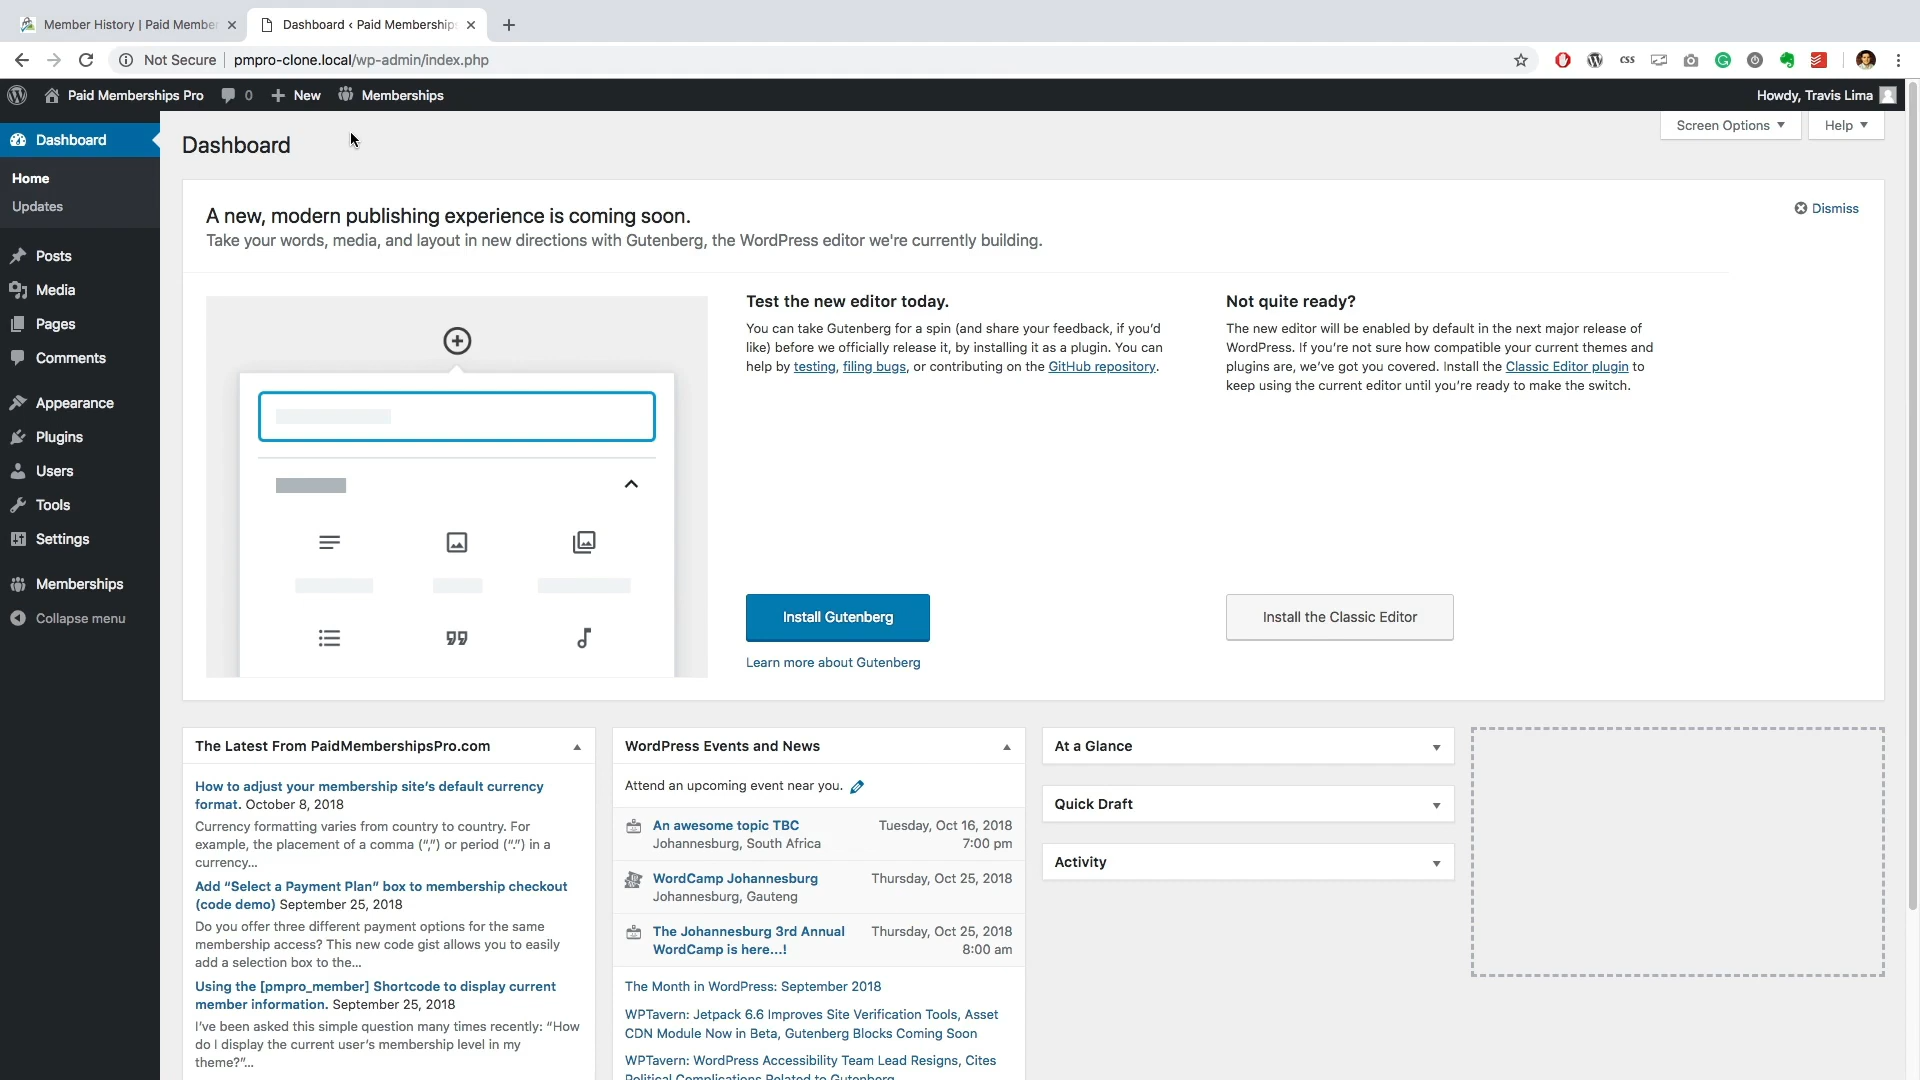 Member History | Paid Member
Dashboard ‹ Paid Memberships
Not Secure
pmpro-clone.local/wp-admin/index.php
css
Paid Memberships Pro
0
New
Memberships
Howdy, Travis Lima
Dashboard
Home
Updates
Posts
Media
Pages
Comments
Appearance
Plugins
Users
Tools
Settings
Memberships
Collapse menu
Dashboard
Screen Options
Help
A new, modern publishing experience is coming soon.
Take your words, media, and layout in new directions with Gutenberg, the WordPress editor we're currently building.
Dismiss
Test the new editor today.
You can take Gutenberg for a spin (and share your feedback, if you'd
like) before we officially release it, by installing it as a plugin. You can
help by testing, filing bugs, or contributing on the GitHub repository.
Install Gutenberg
Learn more about Gutenberg
Not quite ready?
The new editor will be enabled by default in the next major release of
WordPress. If you're not sure how compatible your current themes and
plugins are, we've got you covered. Install the Classic Editor plugin to
keep using the current editor until you're ready to make the switch.
Install the Classic Editor
The Latest From PaidMembershipsPro.com
How to adjust your membership site's default currency
format. October 8, 2018
Currency formatting varies from country to country. For
example, the placement of a comma (",") or period (".") in a
currency...
Add “Select a Payment Plan” box to membership checkout
(code demo) September 25, 2018
Do you offer three different payment options for the same
membership access? This new code gist allows you to easily
add a selection box to the...
Using the [pmpro_member] Shortcode to display current
member information. September 25, 2018
I've been asked this simple question many times recently: “How
do I display the current user's membership level in my
theme?”...
WordPress Events and News
Attend an upcoming event near you.
An awesome topic TBC
Johannesburg, South Africa
Tuesday, Oct 16, 2018
7:00 pm
WordCamp Johannesburg
Johannesburg, Gauteng
Thursday, Oct 25, 2018
The Johannesburg 3rd Annual
WordCamp is here...!
Thursday, Oct 25, 2018
8:00 am
The Month in WordPress: September 2018
WPTavern: Jetpack 6.6 Improves Site Verification Tools, Asset
CDN Module Now in Beta, Gutenberg Blocks Coming Soon
WPTavern: WordPress Accessibility Team Lead Resigns, Cites
Political Complications Related to Gutenberg
At a Glance
Quick Draft
Activity